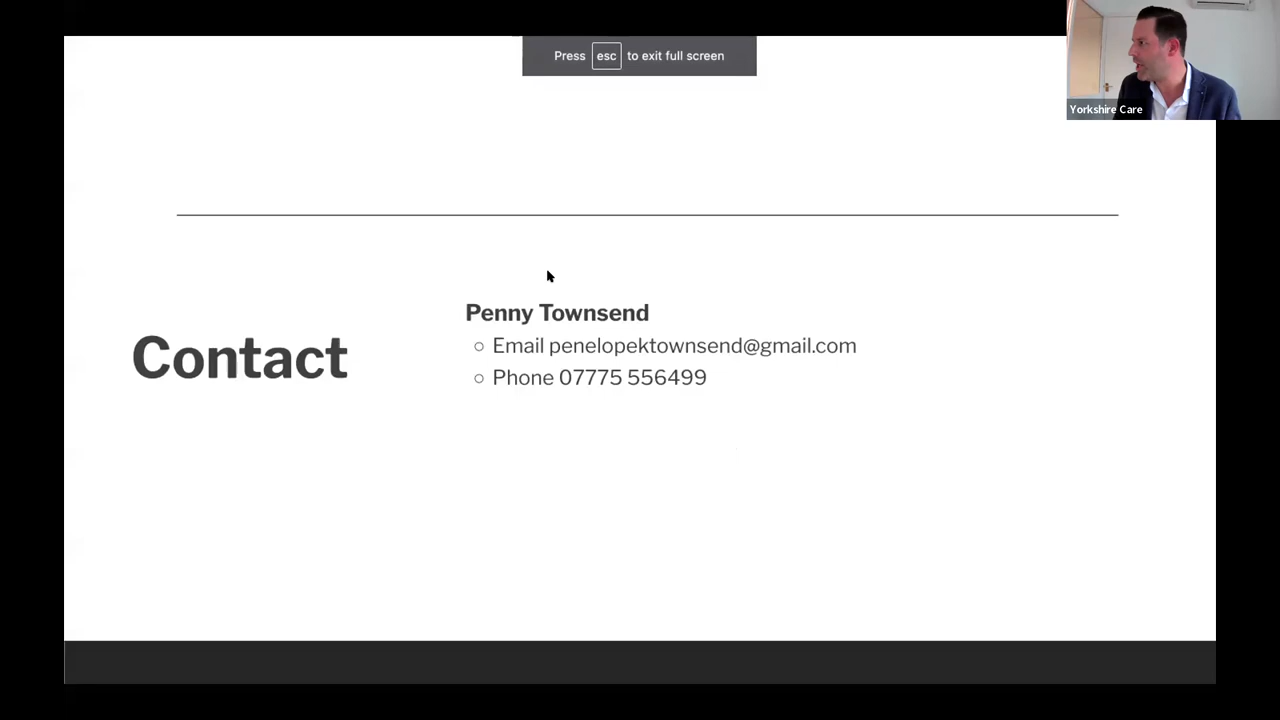 Press esc to exit full screen
Yorkshire Care
Contact
Penny Townsend
Email penelopektownsend@gmail.com
Phone 07775 556499